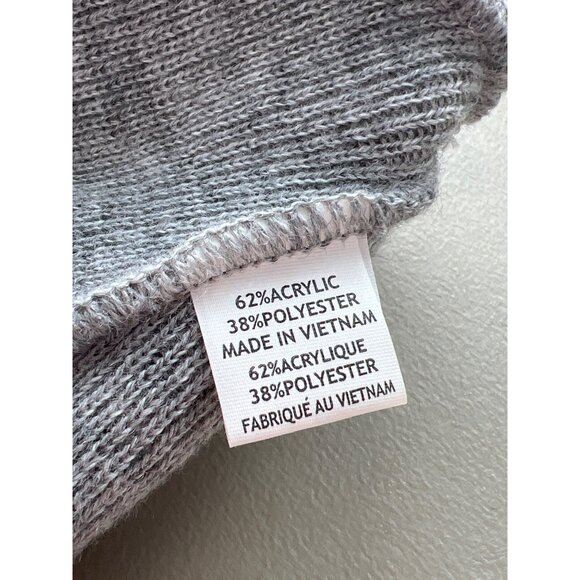 62%ACRYLIC
38%POLYESTER
MADE IN VIETNAM
62%ACRYLIQUE
38%POLYESTER
FABRIQUÉ AU VIETNAM